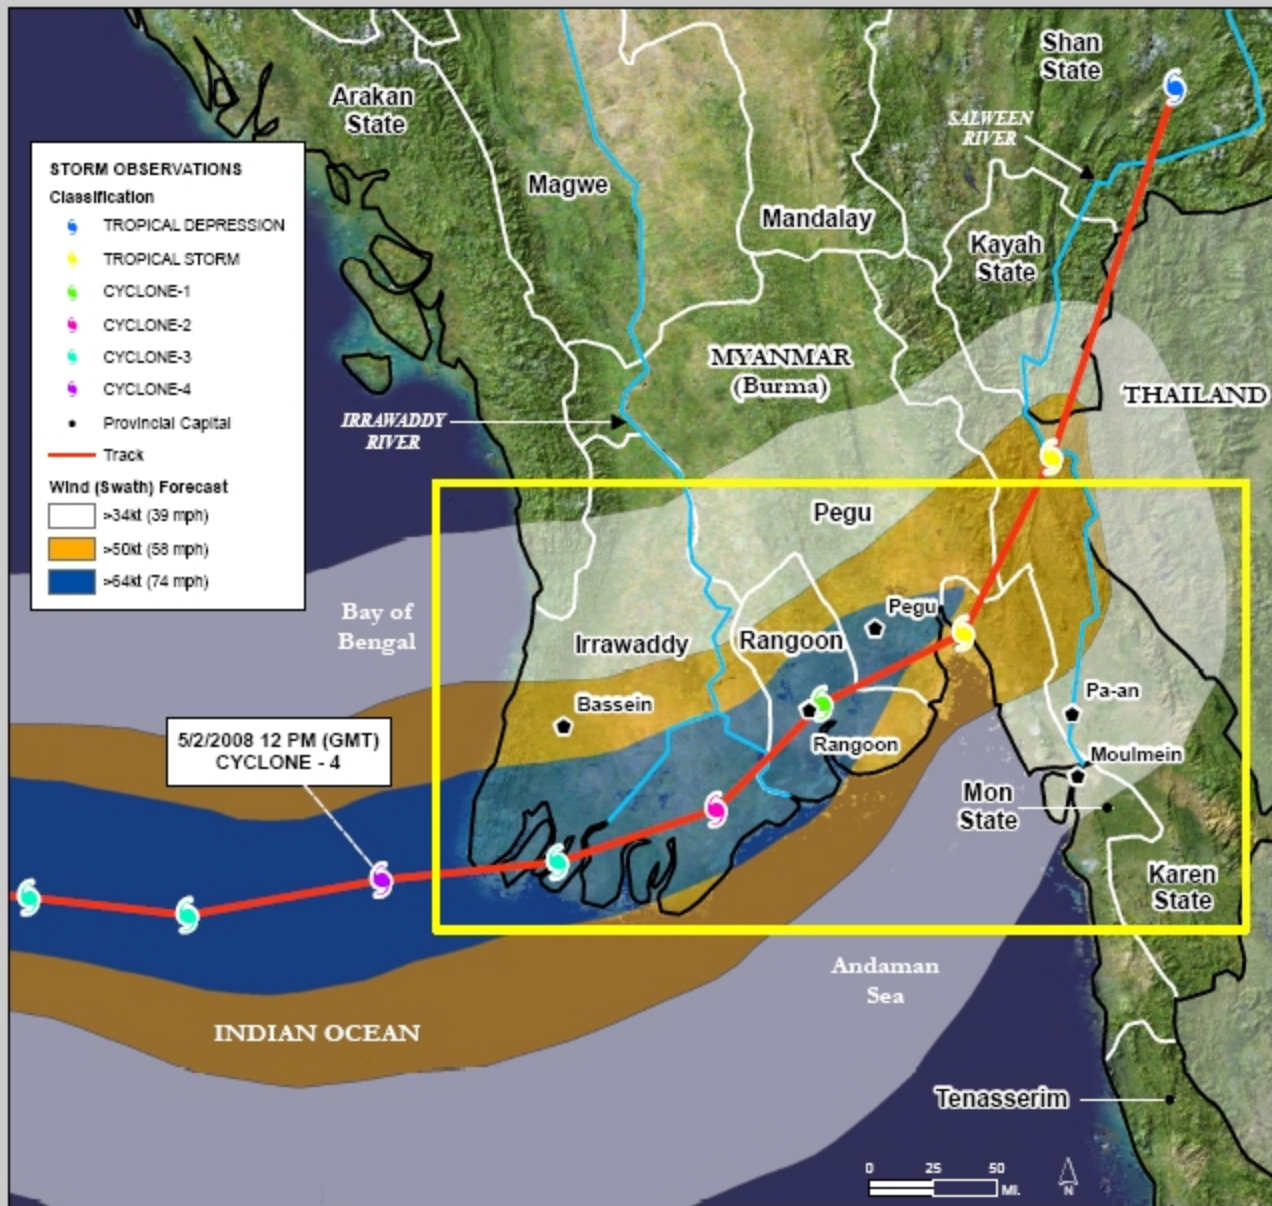 Shan
State
Arakan
State
SALWEEN
RIVER
STORM OBSERVATIONS
Classification
TROPICAL DEPRESSION
TROPICAL STORM
CYCLONE-1
CYCLONE-2
CYCLONE-3
CYCLONE-4
Provincial Capital
Track
Wind (Swath) Forecast
>34kt (39 mph)
>50kt (58 mph)
>64kt (74 mph)
Magwe
Mandalay
Kayah
State
MYANMAR
(Burma)
THAILAND
IRRAWADDY
RIVER
Pegu
Bay of
Bengal
Pegu
Irrawaddy
Rangoon
Bassein
Pa-an
5/2/2008 12 PM (GMT)
CYCLONE - 4
Rangoon
Moulmein
Mon
State
Karen
State
Andaman
Sea
INDIAN OCEAN
Tenasserim
0 25 50
MI.
N